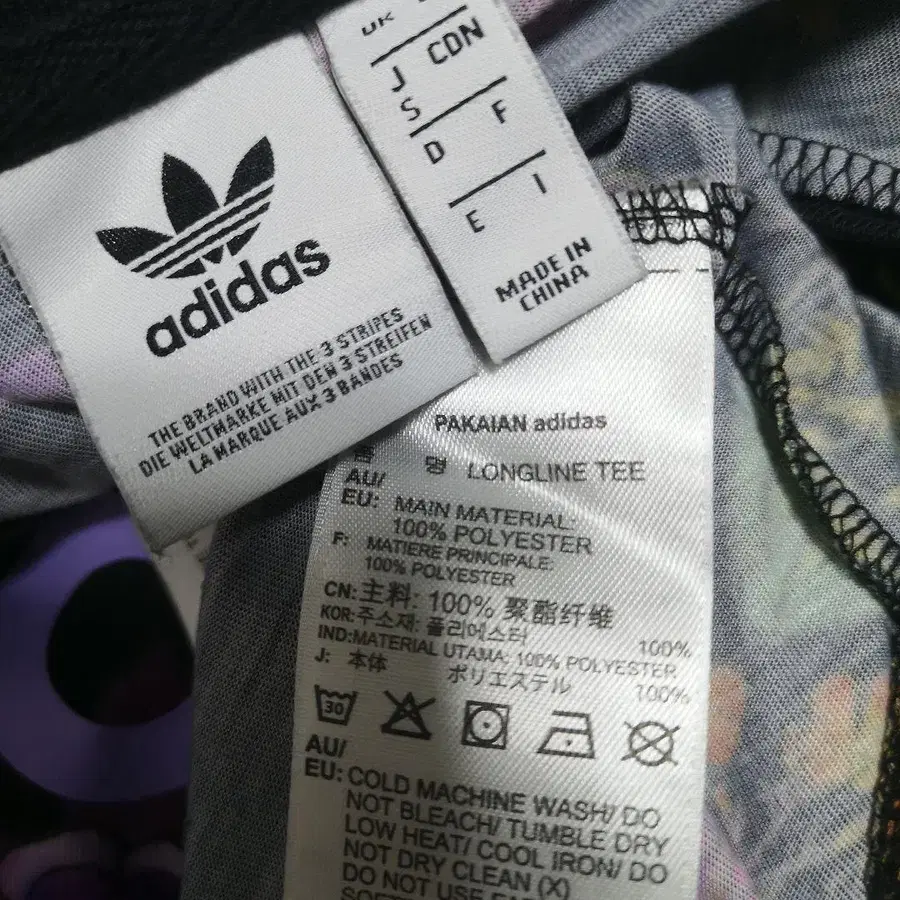 adidas
THE BRAND WITH THE 3 STRIPES
DIE WELTMARKE MIT DEN 3 STREIFEN
LA MARQUE AUX 3 BANDES
UK
J CDN
S
D F
E I
MADE IN
CHINA
PAKAIAN adidas
품 명 LONGLINE TEE
AU/
EU: MAIN MATERIAL:
100% POLYESTER
F: MATIERE PRINCIPALE:
100% POLYESTER
CN: 主料: 100% 聚酯纤维
KOR: 주소재: 폴리에스터 100%
IND:MATERIAL UTAMA: 100% POLYESTER
J: 本体 ポリエステル 100%
30
AU/
EU: COLD MACHINE WASH/ DO
NOT BLEACH/ TUMBLE DRY
LOW HEAT/ COOL IRON/ DO
NOT DRY CLEAN (X)
DO NOT USE